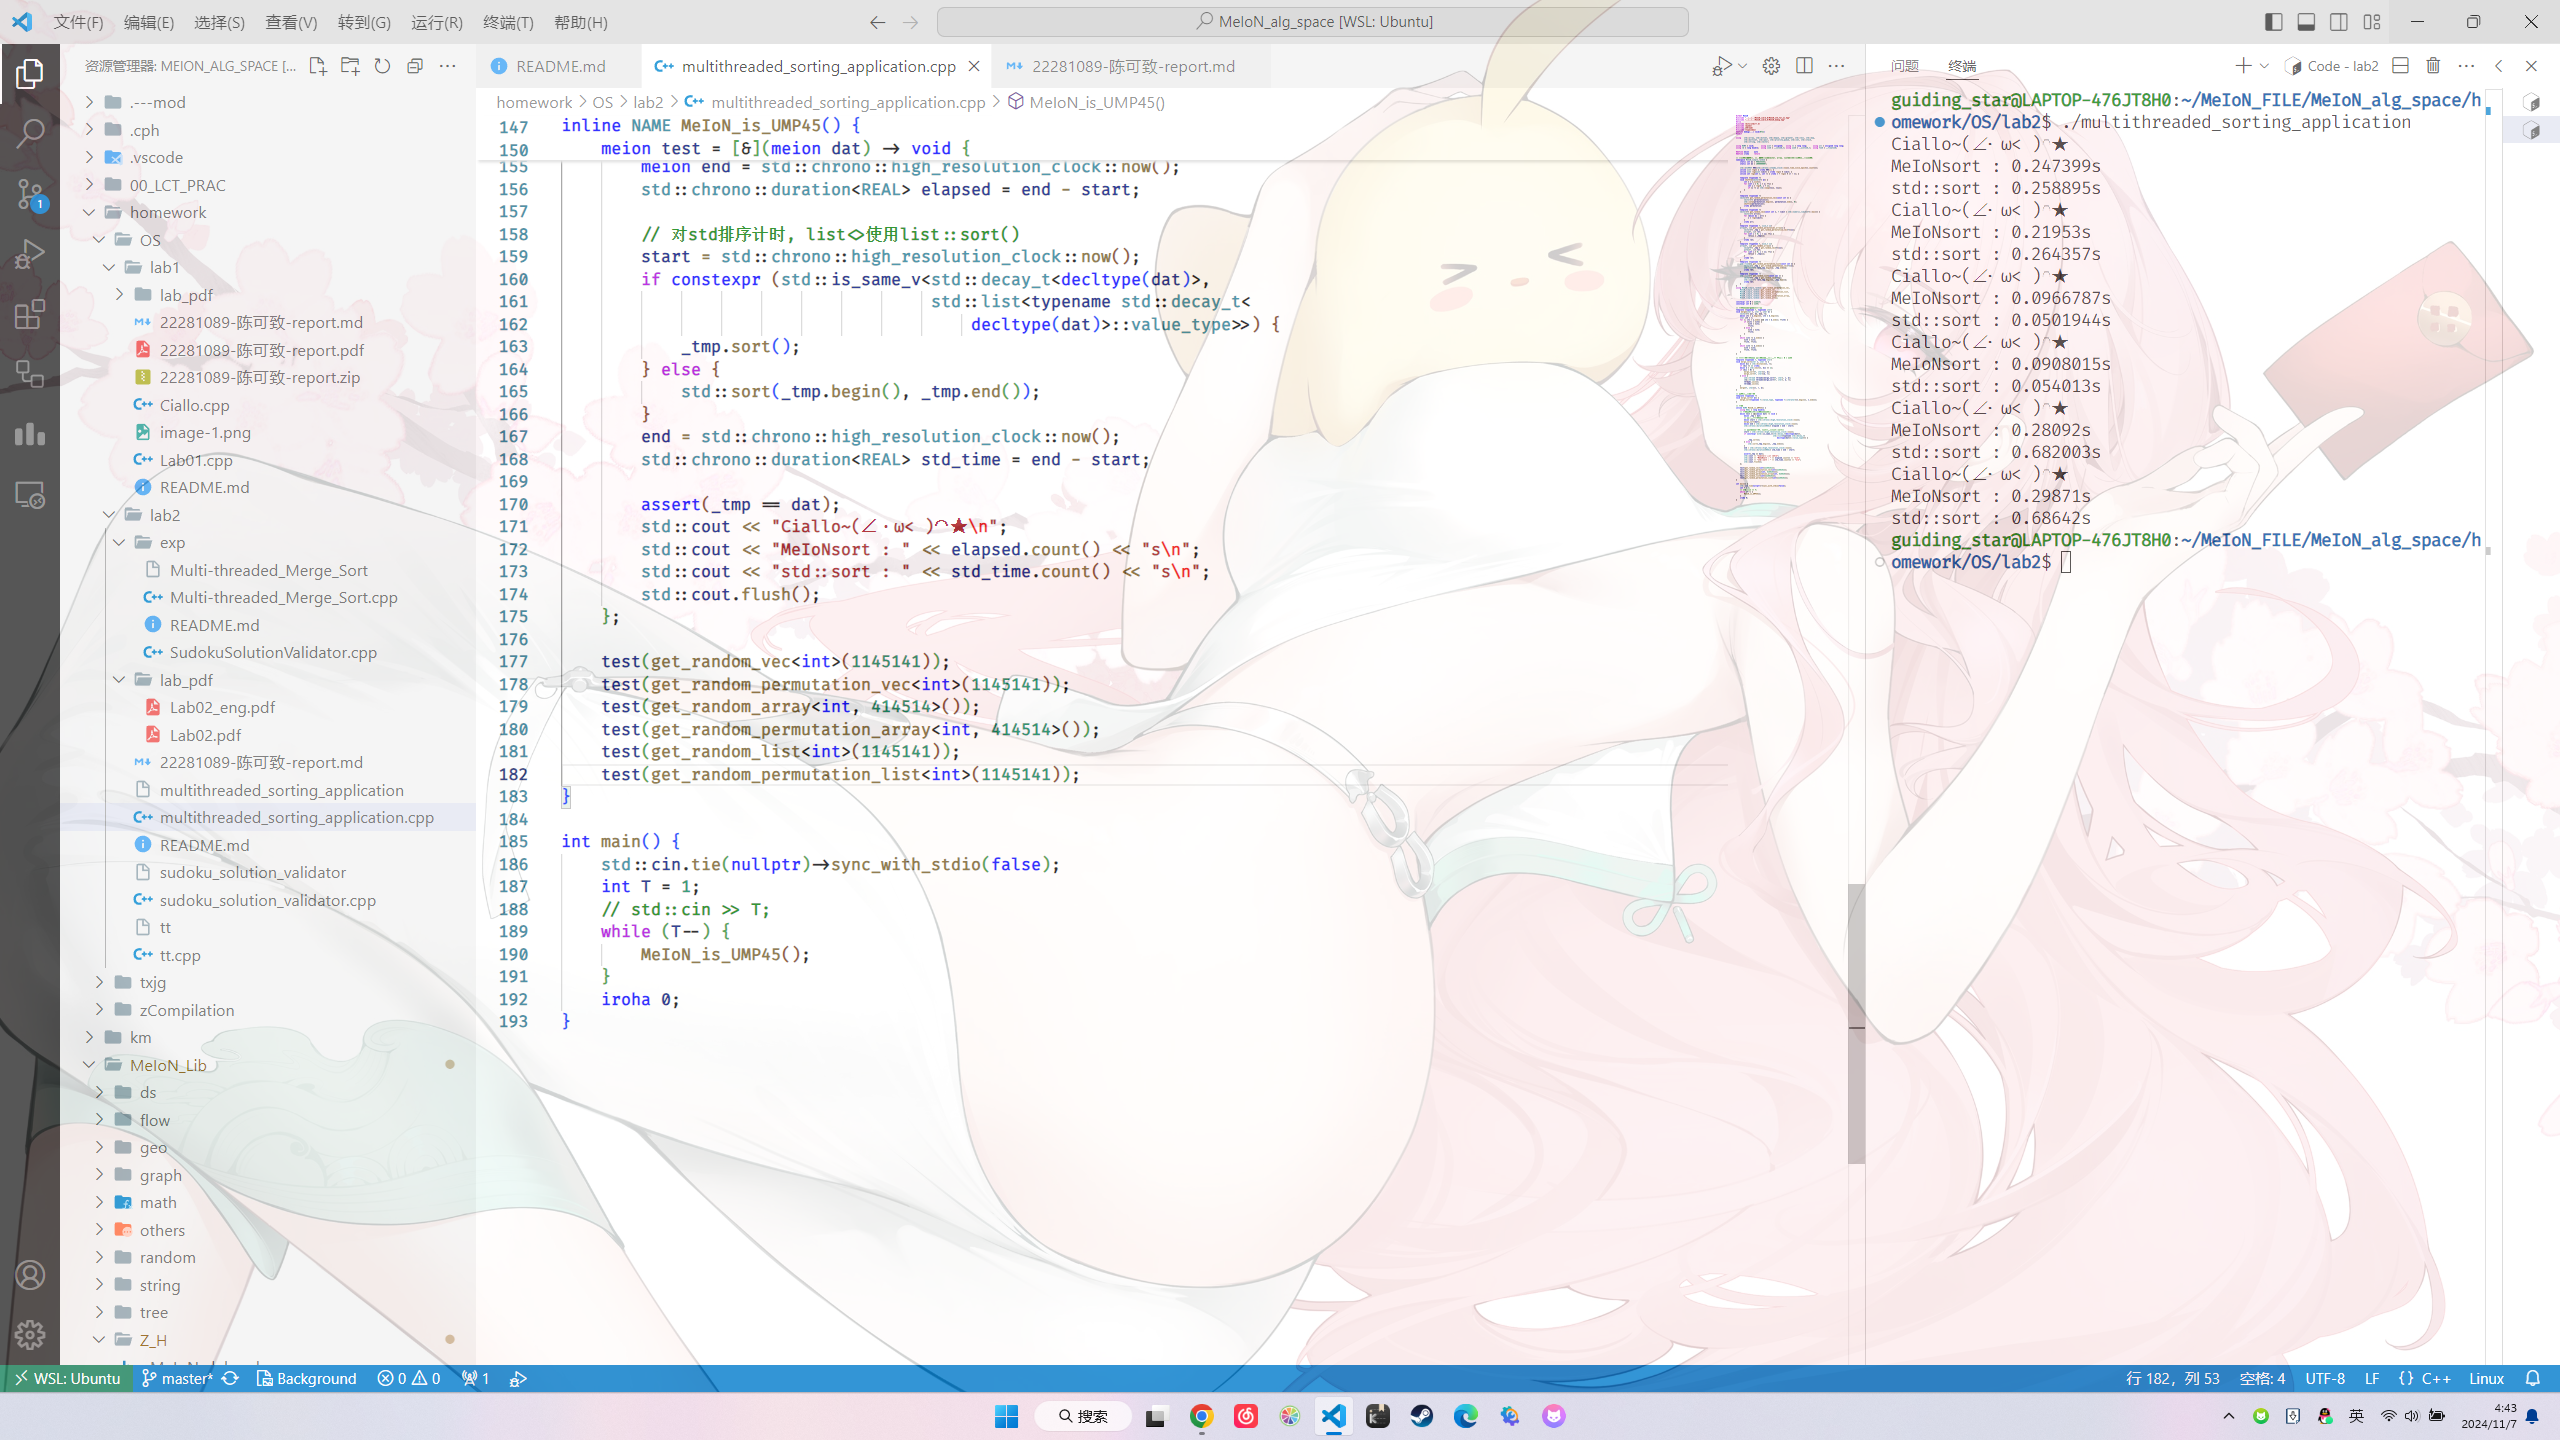 文件(F) 编辑(E) 选择(S) 查看(V) 转到(G) 运行(R) 终端(T) 帮助(H)
MeIoN_alg_space [WSL: Ubuntu]
资源管理器: MEION_ALG_SPACE [...
.---mod
.cph
.vscode
00_LCT_PRAC
homework
OS
lab1
lab_pdf
22281089-陈可致-report.md
22281089-陈可致-report.pdf
22281089-陈可致-report.zip
Ciallo.cpp
image-1.png
Lab01.cpp
README.md
lab2
exp
Multi-threaded_Merge_Sort
Multi-threaded_Merge_Sort.cpp
README.md
SudokuSolutionValidator.cpp
lab_pdf
Lab02_eng.pdf
Lab02.pdf
22281089-陈可致-report.md
multithreaded_sorting_application
multithreaded_sorting_application.cpp
README.md
sudoku_solution_validator
sudoku_solution_validator.cpp
tt
tt.cpp
txjg
zCompilation
km
MeIoN_Lib
ds
flow
geo
graph
math
others
random
string
tree
Z_H
README.md multithreaded_sorting_application.cpp 22281089-陈可致-report.md
homework > OS > lab2 > multithreaded_sorting_application.cpp > MeIoN_is_UMP45()
147 inline NAME MeIoN_is_UMP45() {
150 meion test = [&](meion dat) -> void {
155 meion end = std::chrono::high_resolution_clock::now();
156 std::chrono::duration<REAL> elapsed = end - start;
157
158 // 对std排序计时, list<>使用list::sort()
159 start = std::chrono::high_resolution_clock::now();
160 if constexpr (std::is_same_v<std::decay_t<decltype(dat)>,
161 std::list<typename std::decay_t<
162 decltype(dat)>::value_type>>) {
163 _tmp.sort();
164 } else {
165 std::sort(_tmp.begin(), _tmp.end());
166 }
167 end = std::chrono::high_resolution_clock::now();
168 std::chrono::duration<REAL> std_time = end - start;
169
170 assert(_tmp == dat);
171 std::cout << "Ciallo~(∠・ω< )⌒★\n";
172 std::cout << "MeIoNsort : " << elapsed.count() << "s\n";
173 std::cout << "std::sort : " << std_time.count() << "s\n";
174 std::cout.flush();
175 };
176
177 test(get_random_vec<int>(1145141));
178 test(get_random_permutation_vec<int>(1145141));
179 test(get_random_array<int, 414514>());
180 test(get_random_permutation_array<int, 414514>());
181 test(get_random_list<int>(1145141));
182 test(get_random_permutation_list<int>(1145141));
183 }
184
185 int main() {
186 std::cin.tie(nullptr)->sync_with_stdio(false);
187 int T = 1;
188 // std::cin >> T;
189 while (T--) {
190 MeIoN_is_UMP45();
191 }
192 iroha 0;
193 }
问题 终端
Code - lab2
guiding_star@LAPTOP-476JT8H0:~/MeIoN_FILE/MeIoN_alg_space/h
omework/OS/lab2$ ./multithreaded_sorting_application
Ciallo~(∠・ω< )⌒★
MeIoNsort : 0.247399s
std::sort : 0.258895s
Ciallo~(∠・ω< )⌒★
MeIoNsort : 0.21953s
std::sort : 0.264357s
Ciallo~(∠・ω< )⌒★
MeIoNsort : 0.0966787s
std::sort : 0.0501944s
Ciallo~(∠・ω< )⌒★
MeIoNsort : 0.0908015s
std::sort : 0.054013s
Ciallo~(∠・ω< )⌒★
MeIoNsort : 0.28092s
std::sort : 0.682003s
Ciallo~(∠・ω< )⌒★
MeIoNsort : 0.29871s
std::sort : 0.68642s
guiding_star@LAPTOP-476JT8H0:~/MeIoN_FILE/MeIoN_alg_space/h
omework/OS/lab2$
WSL: Ubuntu master* Background 0 0 1
行 182，列 53 空格: 4 UTF-8 LF {} C++ Linux
搜索
英
4:43
2024/11/7